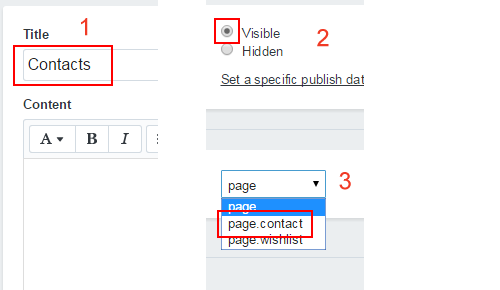 1
Title
Contacts
Content
A B I
Visible
2
Hidden
Set a specific publish dat
3
page
page
page.contact
page.wishlist